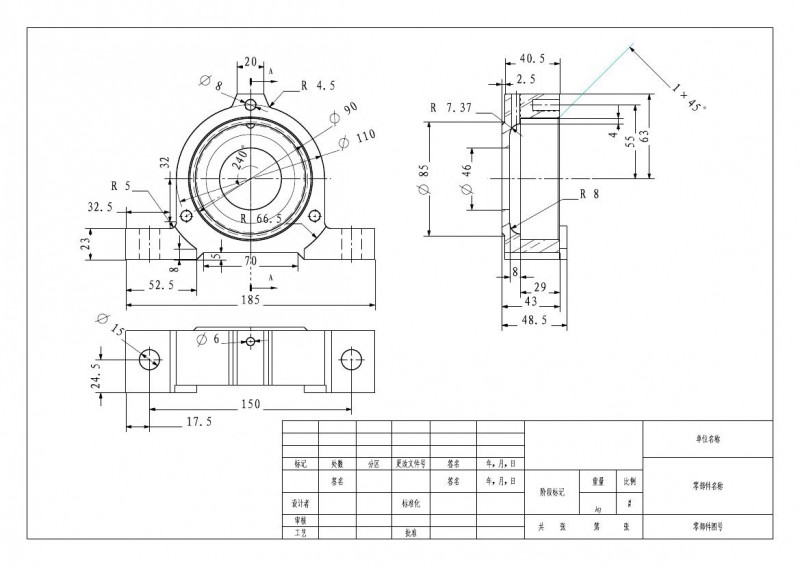 20
A
⌀ 8
R 4.5
⌀ 90
⌀ 110
240°
32
R 5
32.5
R 66.5
23
8
5
70
A
52.5
185
40.5
2.5
1×45°
R 7.37
4
55
63
⌀ 85
⌀ 46
R 8
8
29
43
48.5
⌀ 15
⌀ 6
24.5
150
17.5
单位名称
标记 处数 分区 更改文件号 签名 年,月,日
签名 签名 年,月,日
阶段标记 重量 比例
零部件名称
设计者 标准化
kg
审核
共 张 第 张
零部件图号
工艺 批准